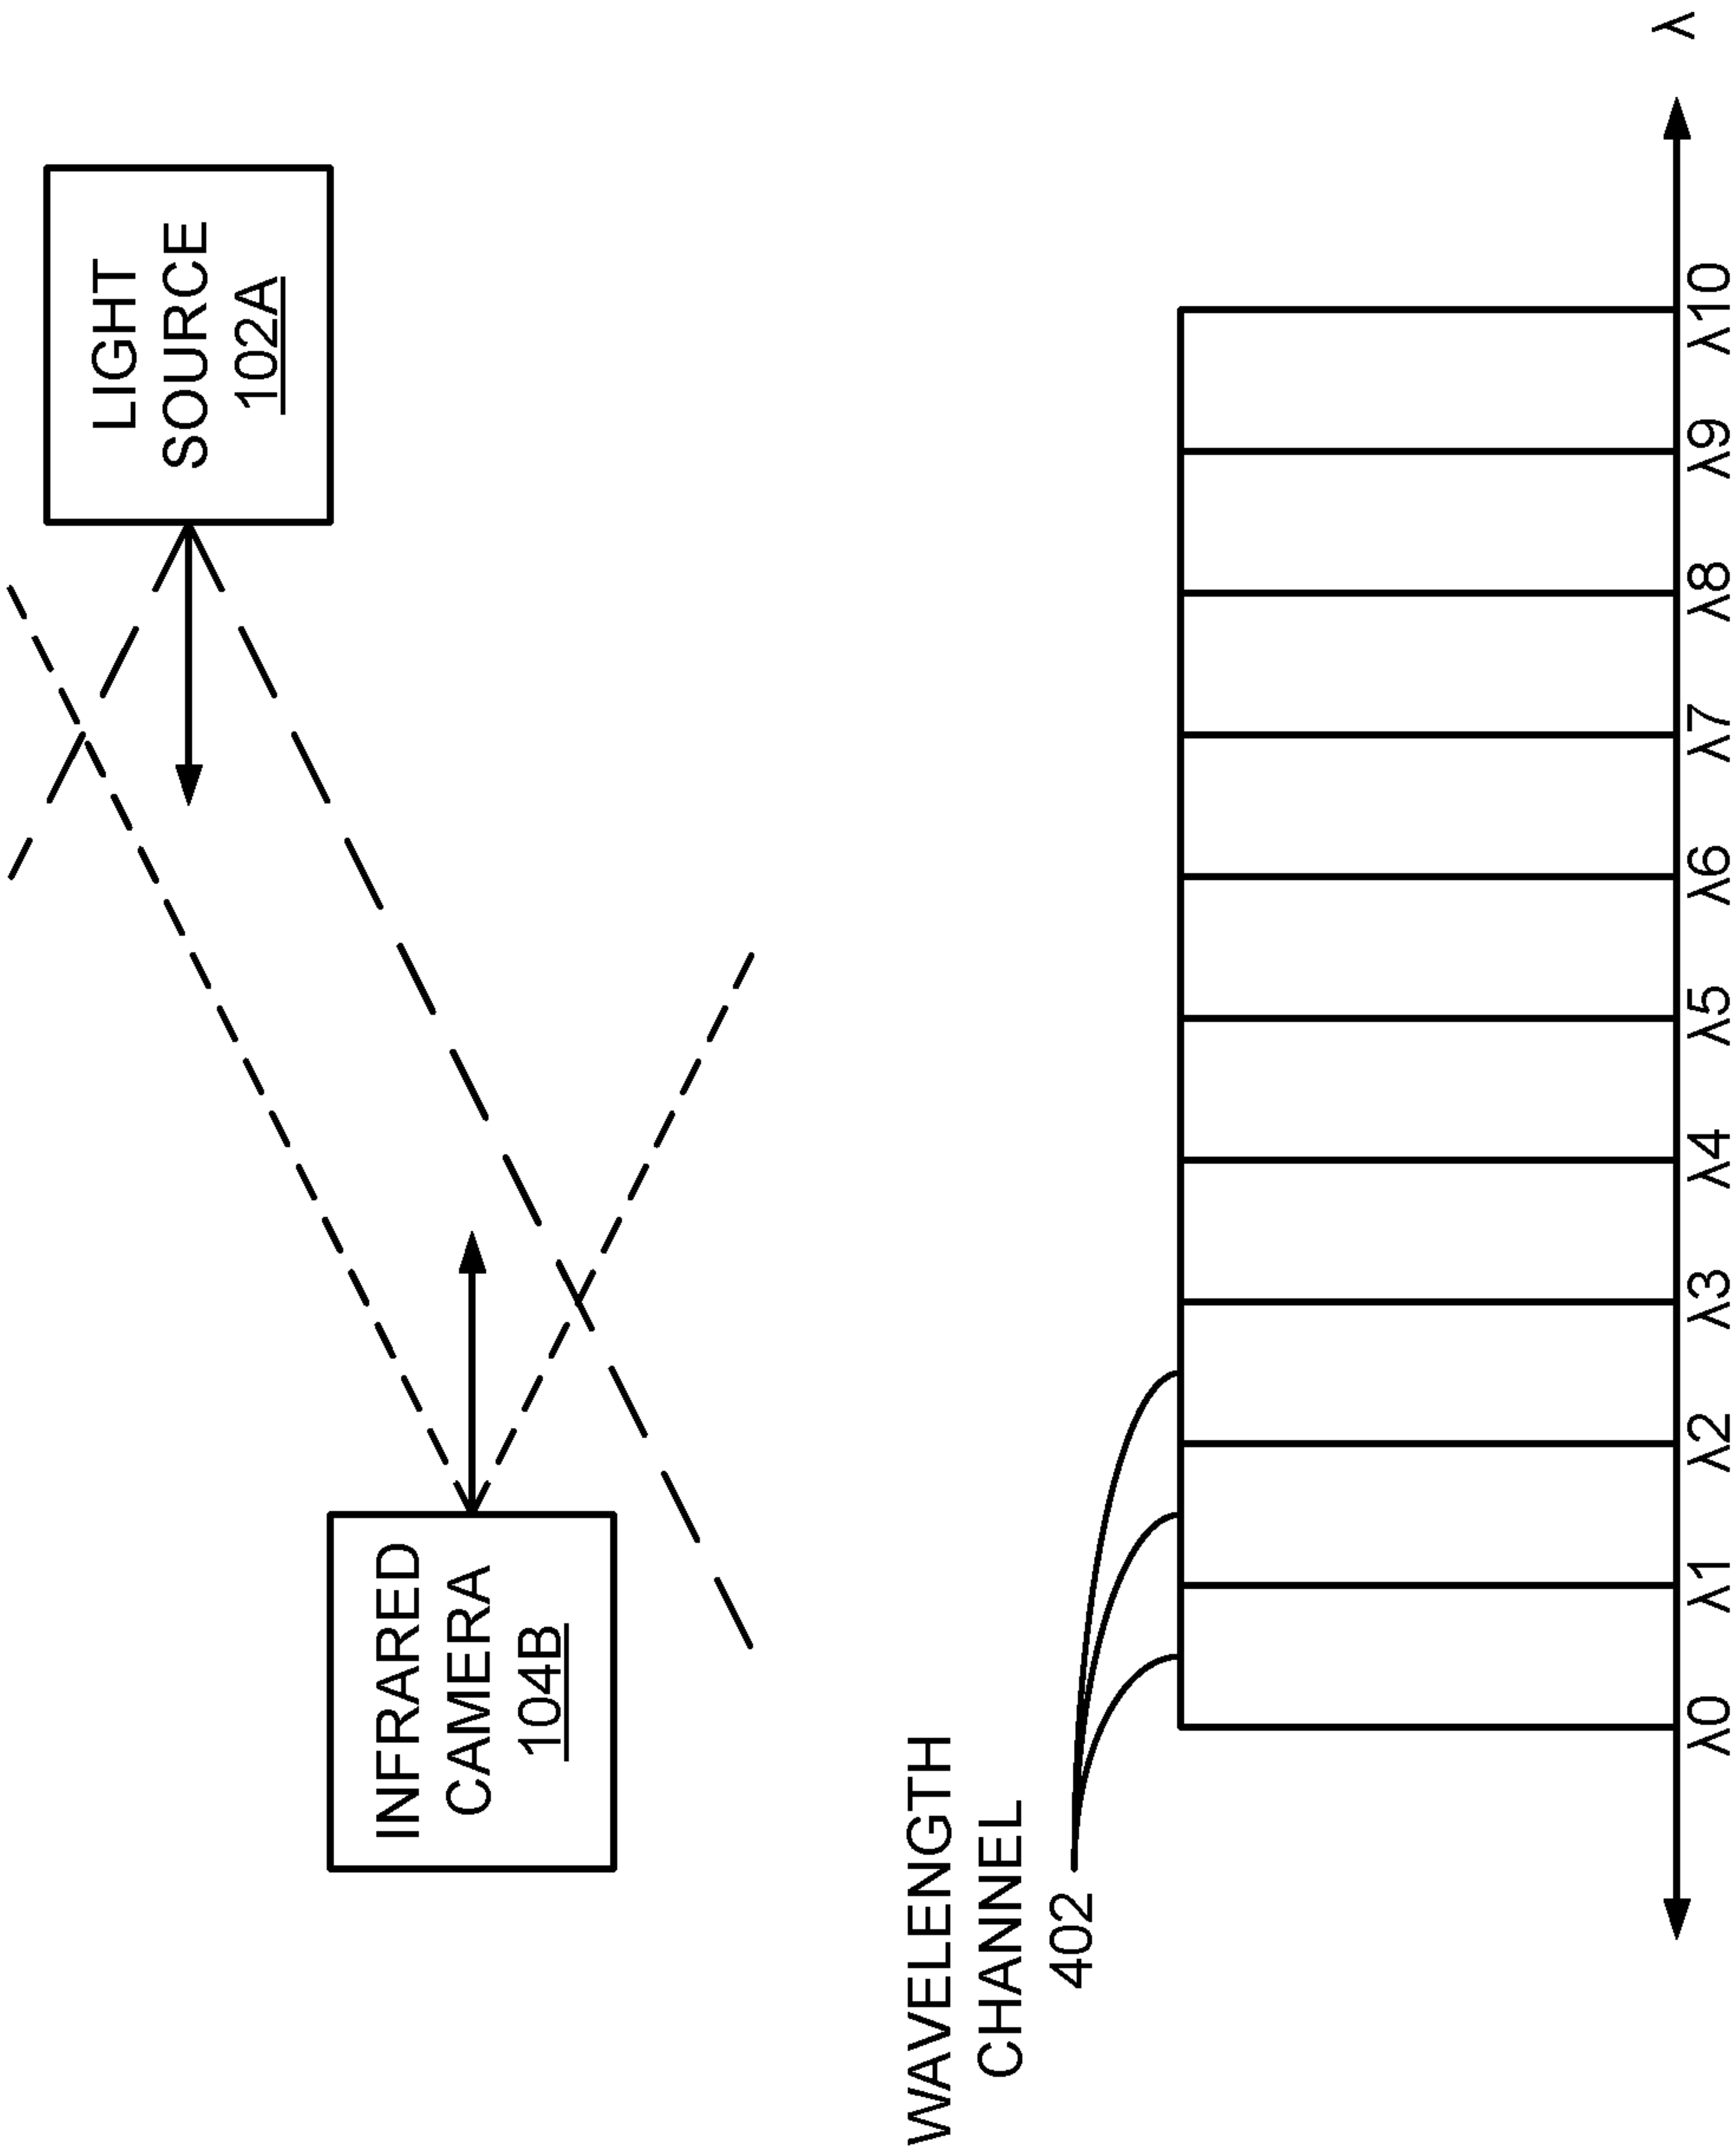 LIGHT
SOURCE
102A
INFRARED
CAMERA
104B
WAVELENGTH
CHANNEL
402
λ0 λ1 λ2 λ3 λ4 λ5 λ6 λ7 λ8 λ9 λ10
λ